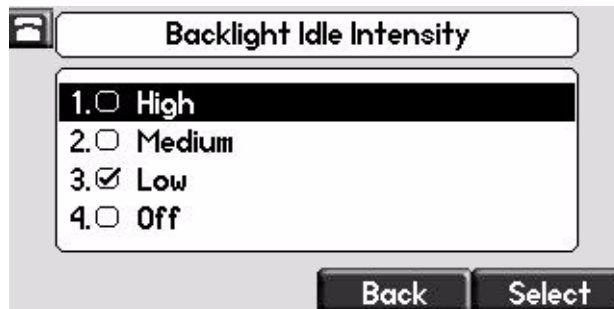 Backlight Idle Intensity
1. High
2. Medium
3. Low
4. Off
Back Select